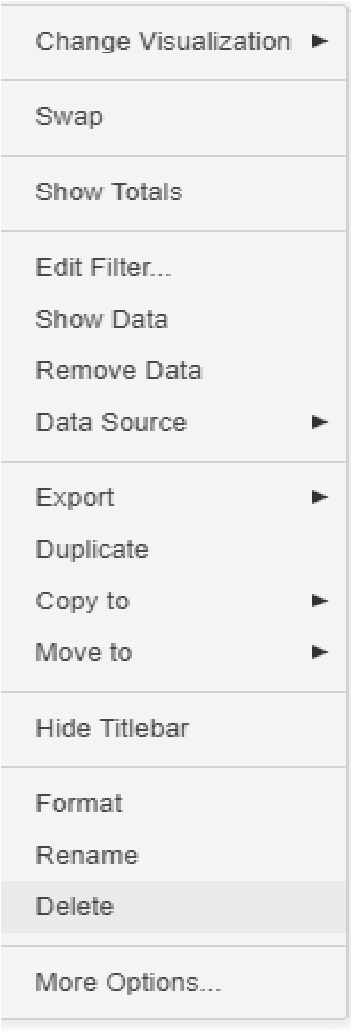 Change Visualization
Swap
Show Totals
Edit Filter...
Show Data
Remove Data
Data Source
Export
Duplicate
Copy to
Move to
Hide Titlebar
Format
Rename
Delete
More Options...